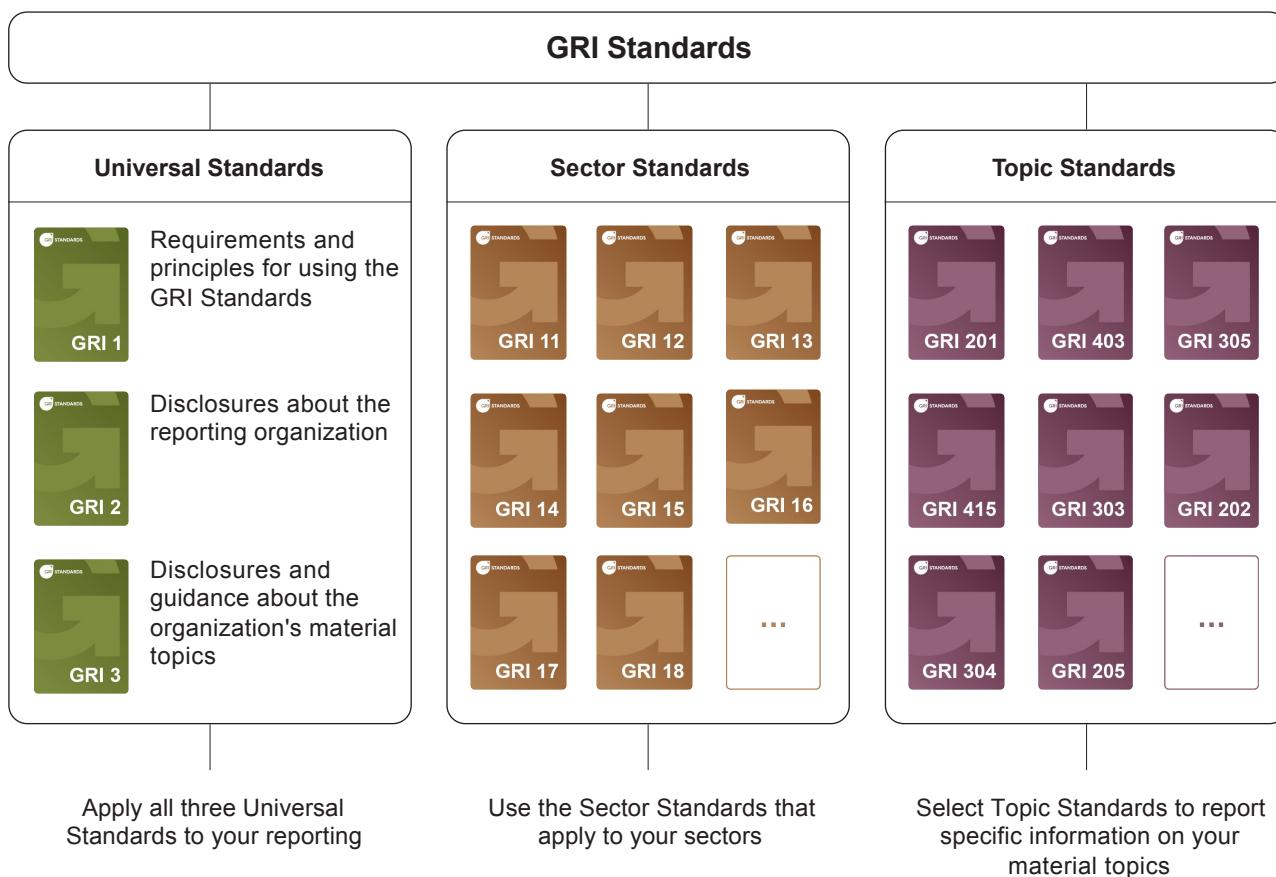 GRI Standards
Universal Standards
GRI STANDARDS
GRI 1
Requirements and
principles for using the
GRI Standards
GRI STANDARDS
GRI 2
Disclosures about the
reporting organization
GRI STANDARDS
GRI 3
Disclosures and
guidance about the
organization's material
topics
Apply all three Universal
Standards to your reporting
Sector Standards
GRI STANDARDS
GRI 11
GRI STANDARDS
GRI 12
GRI STANDARDS
GRI 13
GRI STANDARDS
GRI 14
GRI STANDARDS
GRI 15
GRI STANDARDS
GRI 16
GRI STANDARDS
GRI 17
GRI STANDARDS
GRI 18
...
Use the Sector Standards that
apply to your sectors
Topic Standards
GRI STANDARDS
GRI 201
GRI STANDARDS
GRI 403
GRI STANDARDS
GRI 305
GRI STANDARDS
GRI 415
GRI STANDARDS
GRI 303
GRI STANDARDS
GRI 202
GRI STANDARDS
GRI 304
GRI STANDARDS
GRI 205
...
Select Topic Standards to report
specific information on your
material topics